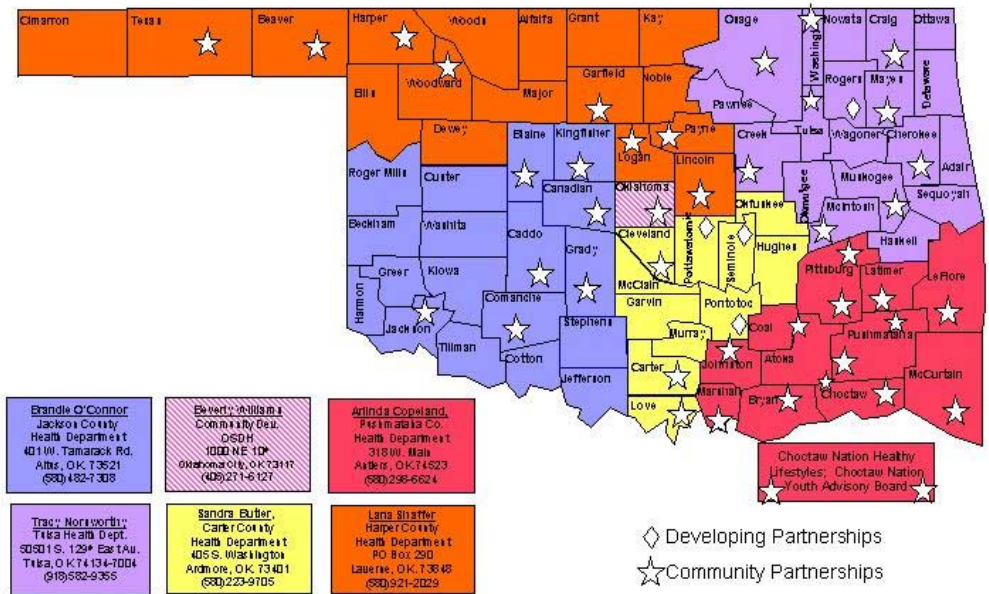 Cimarron
Texas
Beaver
Harper
Woods
Alfalfa
Grant
Kay
Osage
Washingt
Nowata
Craig
Ottawa
Ellis
Woodward
Major
Garfield
Noble
Pawnee
Rogers
Mayes
Delaware
Dewey
Blaine
Kingfisher
Logan
Payne
Creek
Tulsa
Wagoner
Cherokee
Adair
Roger Mills
Custer
Canadian
Oklahoma
Lincoln
Okfuskee
Okmulgee
Muskogee
McIntosh
Sequoyah
Haskell
Beckham
Washita
Caddo
Grady
Cleveland
Pottawatomie
Seminole
Hughes
Pittsburg
Latimer
LeFlore
Harmon
Greer
Kiowa
Comanche
McClain
Garvin
Pontotoc
Coal
Pushmataha
Jackson
Tillman
Cotton
Stephens
Murray
Johnston
Atoka
McCurtain
Jefferson
Carter
Love
Marshall
Bryan
Choctaw
Brandie O'Connor
Jackson County
Health Department
401 W. Tamarack Rd.
Altus, OK 73521
(580)482-7308
Beverly Williams
Community Dev.
OSDH
1000 NE 10th
Oklahoma City, OK 73117
(405)271-6127
Arlinda Copeland,
Pushmataha Co.
Health Department
318 W. Main
Antlers, OK 74523
(580)298-6624
Choctaw Nation Healthy
Lifestyles; Choctaw Nation
Youth Advisory Board
Tracy Norsworthy
Tulsa Health Dept.
50501 S. 129th East Av.
Tulsa, OK 74134-7004
(918)582-9355
Sandra Butler,
Carter County
Health Department
405 S. Washington
Ardmore, OK 73401
(580)223-9705
Lana Shaffer
Harper County
Health Department
PO Box 290
Laverne, OK 73848
(580)921-2029
Developing Partnerships
Community Partnerships